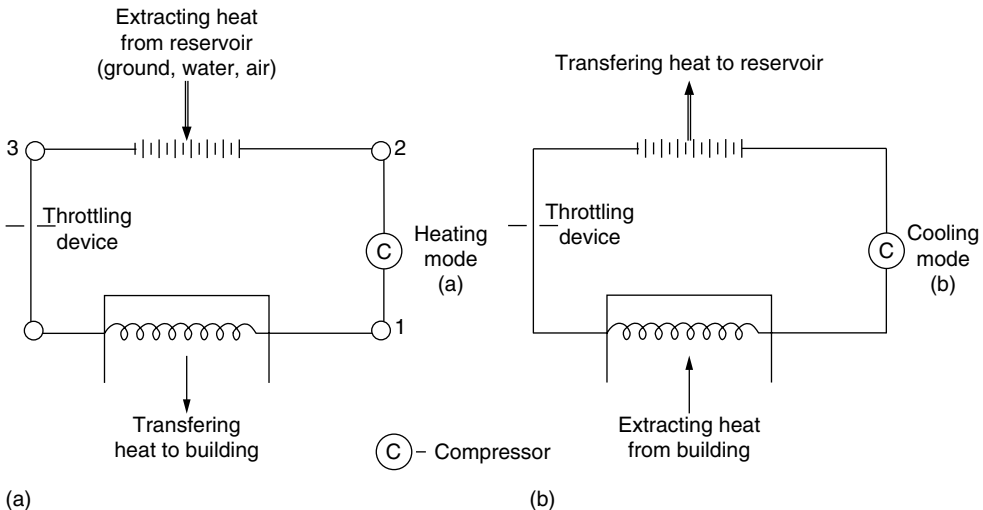 Extracting heat
from reservoir
(ground, water, air)
3
2
Throttling
device
C
Heating
mode
(a)
1
Transfering
heat to building
(a)
Transfering heat to reservoir
Throttling
device
C
Cooling
mode
(b)
Extracting heat
from building
C – Compressor
(b)